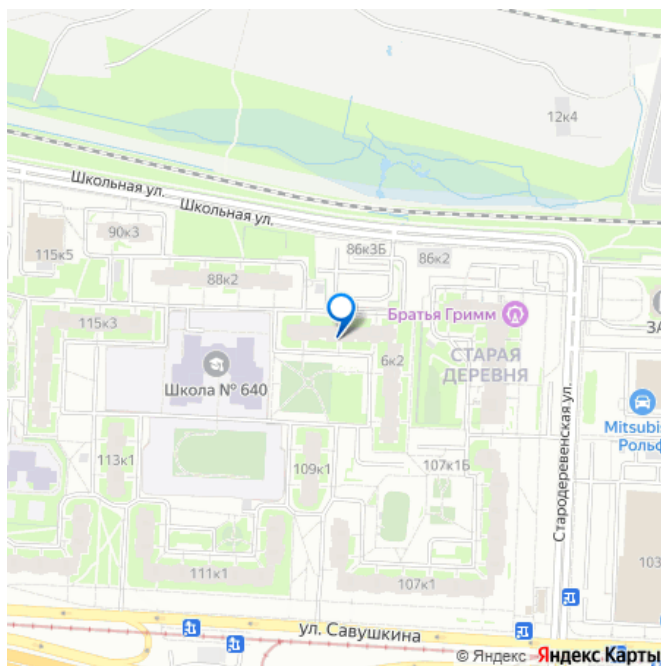 12к4
Школьная ул.
Школьная ул.
90к3
115к5
86к3Б
86к2
88к2
Братья Гримм
ЗА
115к3
6к2
СТАРАЯ
ДЕРЕВНЯ
Школа № 640
Mitsubis
Рольф
Стародеревенская ул.
113к1
109к1
107к1Б
103
111к1
107к1
ул. Савушкина
© Яндекс Яндекс Карты